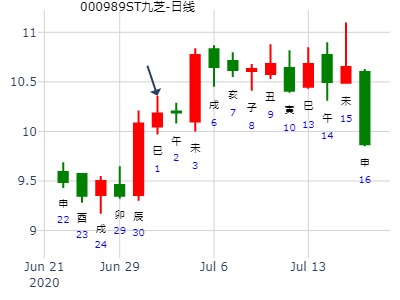 000989ST九芝-日线
11
10.5
10
9.5
9
申
22
酉
23
戌
24
卯
29
辰
30
巳
1
午
2
未
3
戌
6
亥
7
子
8
丑
9
寅
10
巳
13
午
14
未
15
申
16
Jun 21
2020
Jun 29
Jul 6
Jul 13